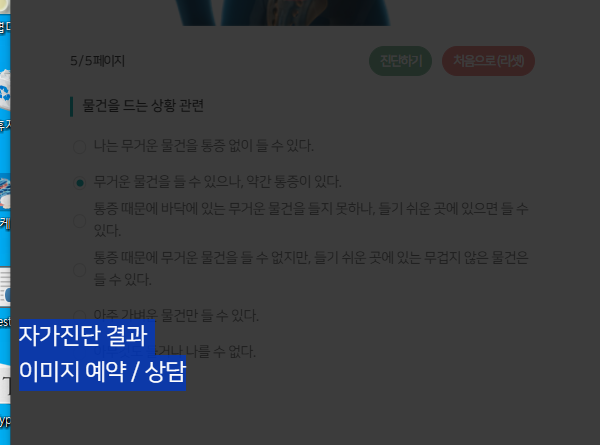 5 / 5 페이지
진단하기
처음으로 (리셋)
물건을 드는 상황 관련
나는 무거운 물건을 통증 없이 들 수 있다.
무거운 물건을 들 수 있으나, 약간 통증이 있다.
통증 때문에 바닥에 있는 무거운 물건을 들지 못하나, 들기 쉬운 곳에 있으면 들 수
있다.
통증 때문에 무거운 물건을 들 수 없지만, 들기 쉬운 곳에 있는 무겁지 않은 물건은
들 수 있다.
아주 가벼운 물건만 들 수 있다.
자가진단 결과
나를 수 없다.
이미지 예약 / 상담